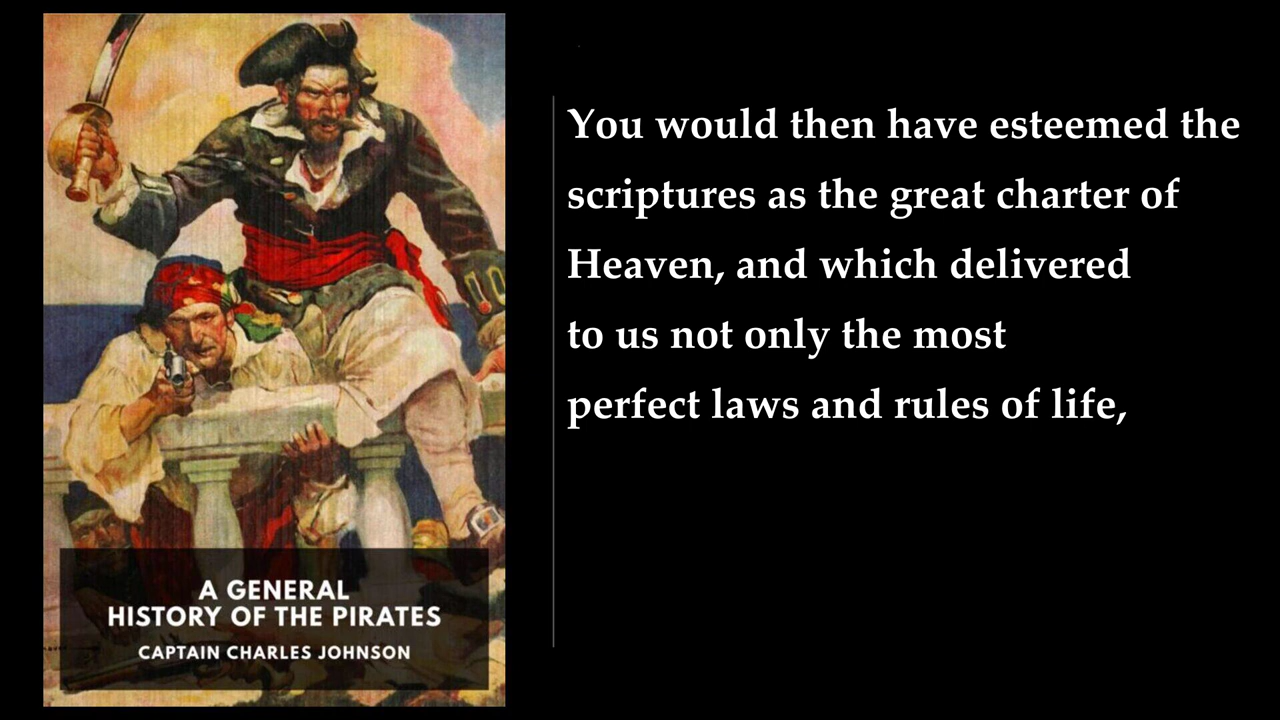 You would then have esteemed the
scriptures as the great charter of
Heaven, and which delivered
to us not only the most
perfect laws and rules of life,
A GENERAL
HISTORY OF THE PIRATES
CAPTAIN CHARLES JOHNSON